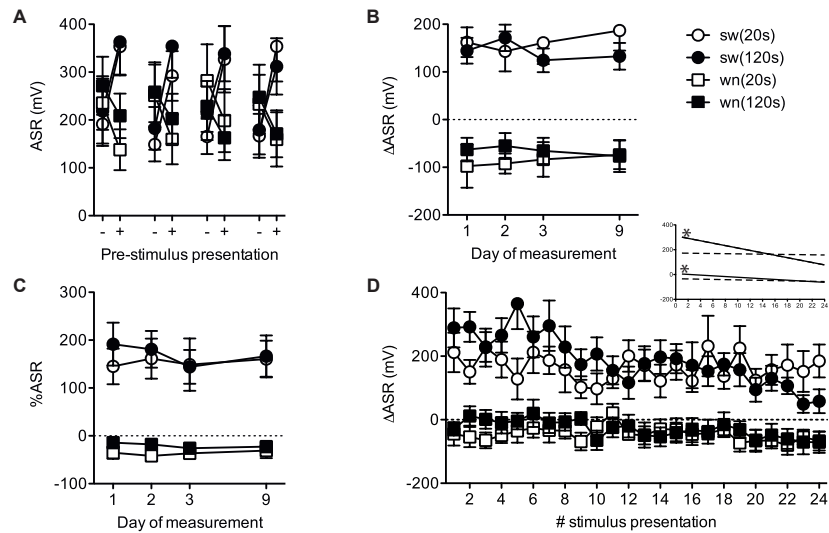 A
400
300
200
100
0
ASR (mV)
- + - + - + - +
Pre-stimulus presentation
B
200
100
0
-100
-200
ΔASR (mV)
1 2 3 9
Day of measurement
sw(20s)
sw(120s)
wn(20s)
wn(120s)
400
200
0
-200
* 
*
0 2 4 6 8 10 12 14 16 18 20 22 24
C
300
200
100
0
-100
%ASR
1 2 3 9
Day of measurement
D
600
400
200
0
-200
ΔASR (mV)
2 4 6 8 10 12 14 16 18 20 22 24
# stimulus presentation